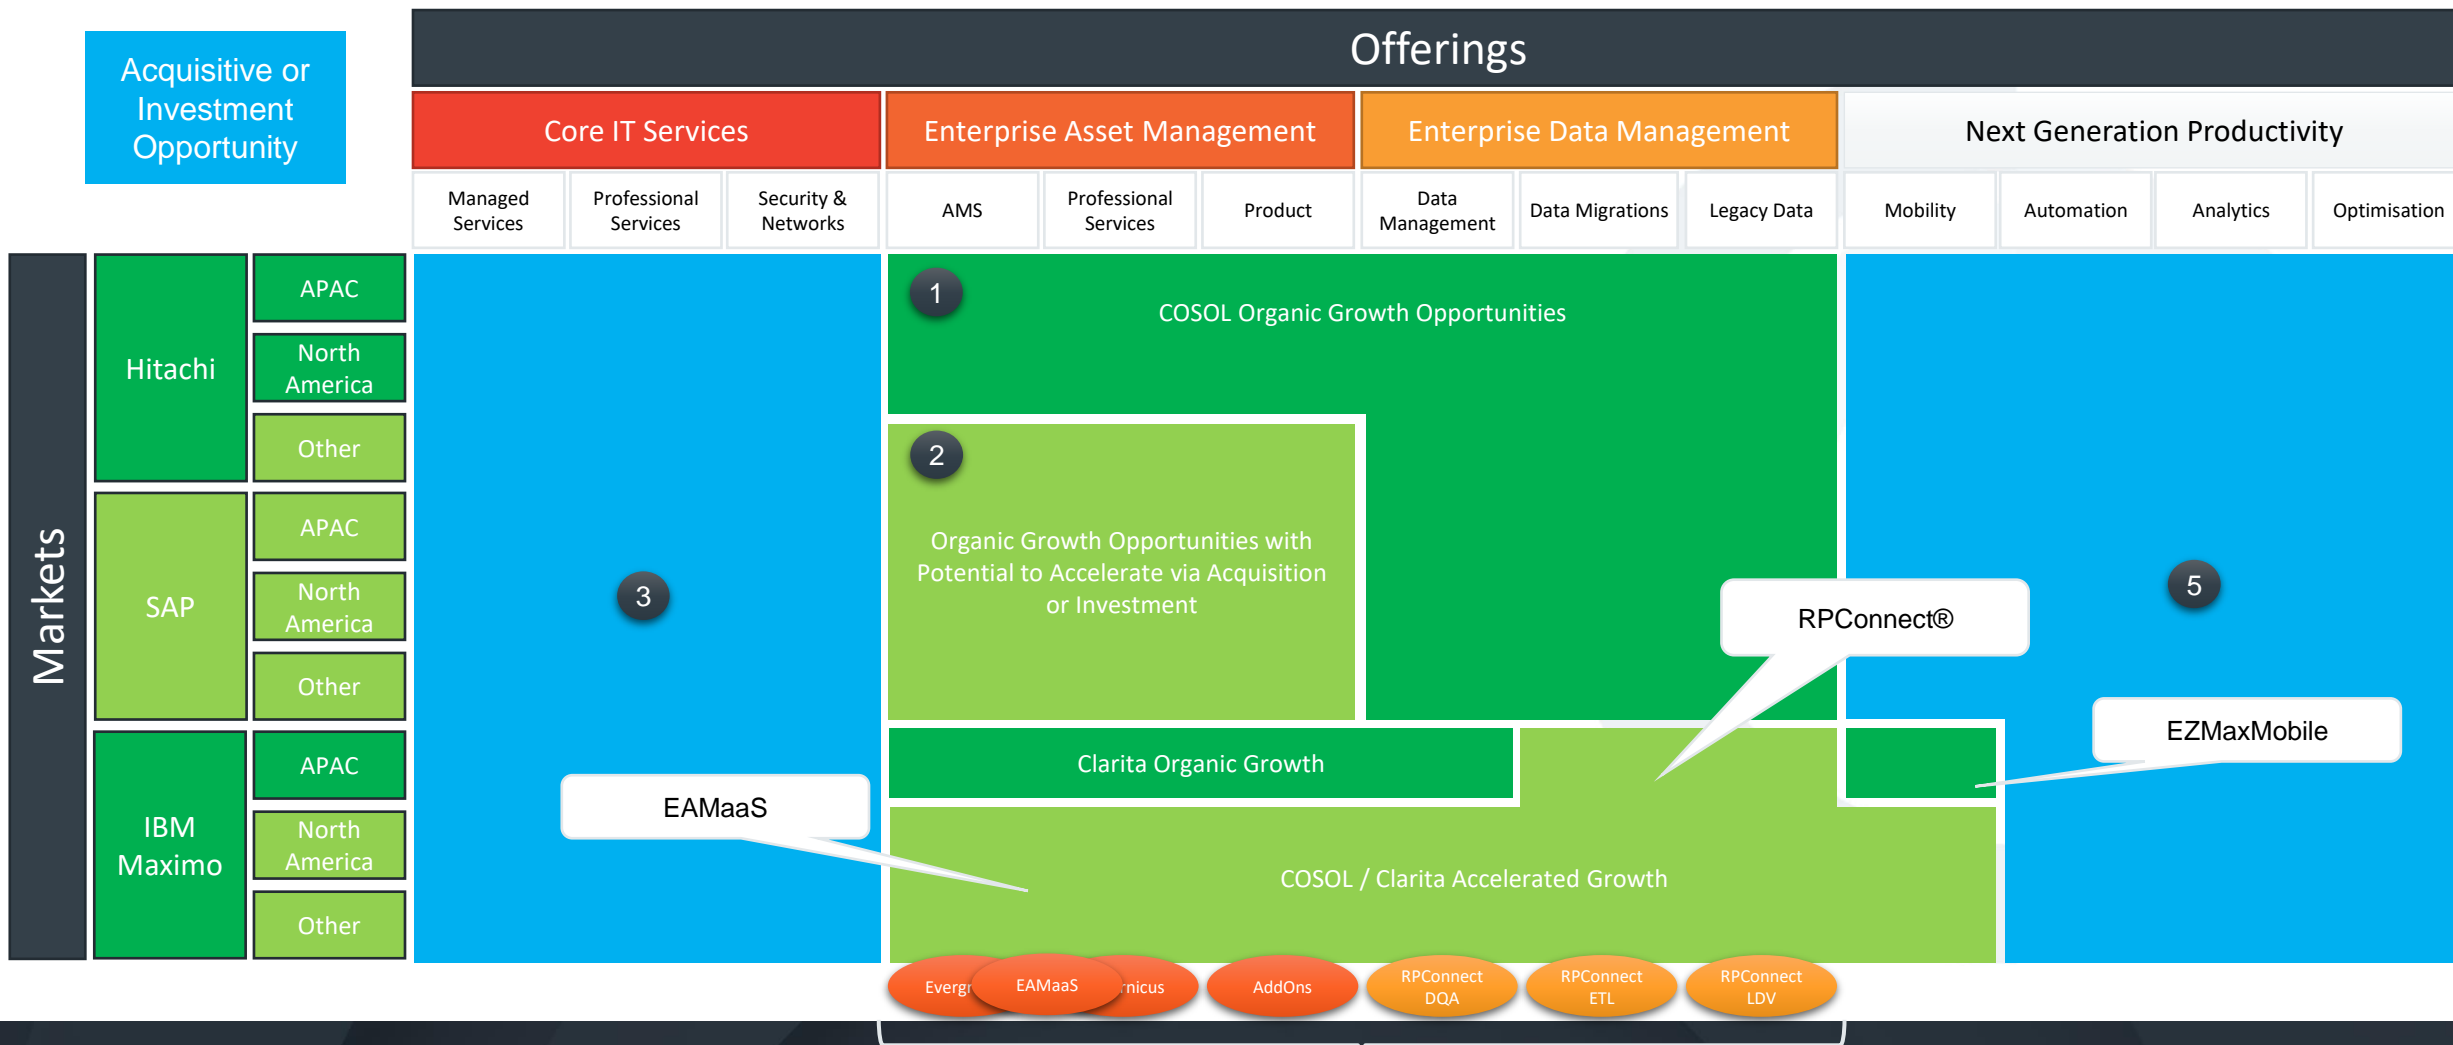 Acquisitive or
Investment
Opportunity
Offerings
Core IT Services
Enterprise Asset Management
Enterprise Data Management
Next Generation Productivity
Managed
Services
Professional
Services
Security &
Networks
AMS
Professional
Services
Product
Data
Management
Data Migrations
Legacy Data
Mobility
Automation
Analytics
Optimisation
Markets
Hitachi
APAC
North
America
Other
SAP
APAC
North
America
Other
IBM
Maximo
APAC
North
America
Other
1
COSOL Organic Growth Opportunities
2
Organic Growth Opportunities with
Potential to Accelerate via Acquisition
or Investment
3
5
RPConnect®
EZMaxMobile
Clarita Organic Growth
EAMaaS
COSOL / Clarita Accelerated Growth
EAMaaS
AddOns
RPConnect
DQA
RPConnect
ETL
RPConnect
LDV